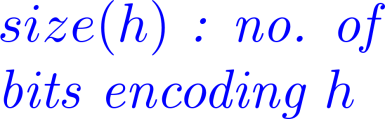 size(h) : no. of
bits encoding h